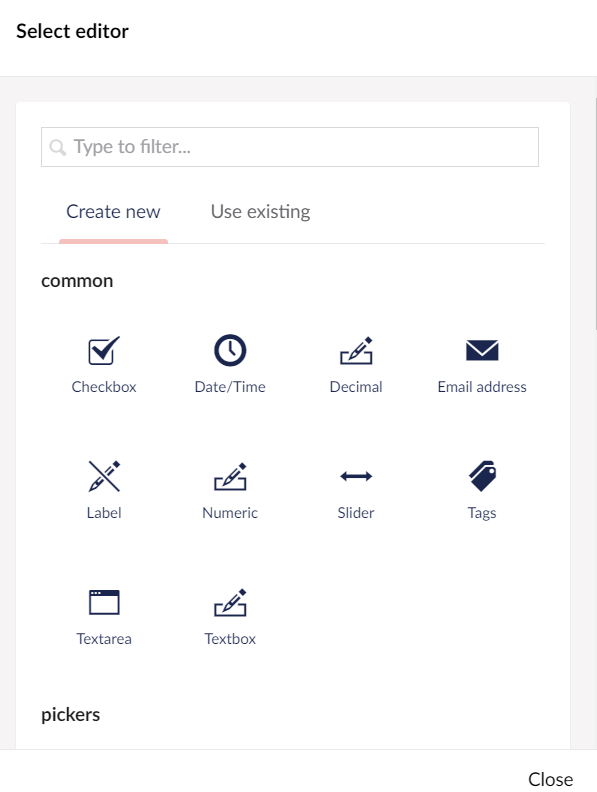 Select editor
Type to filter...
Create new Use existing
common
Checkbox Date/Time Decimal Email address
Label Numeric Slider Tags
Textarea Textbox
pickers
Close